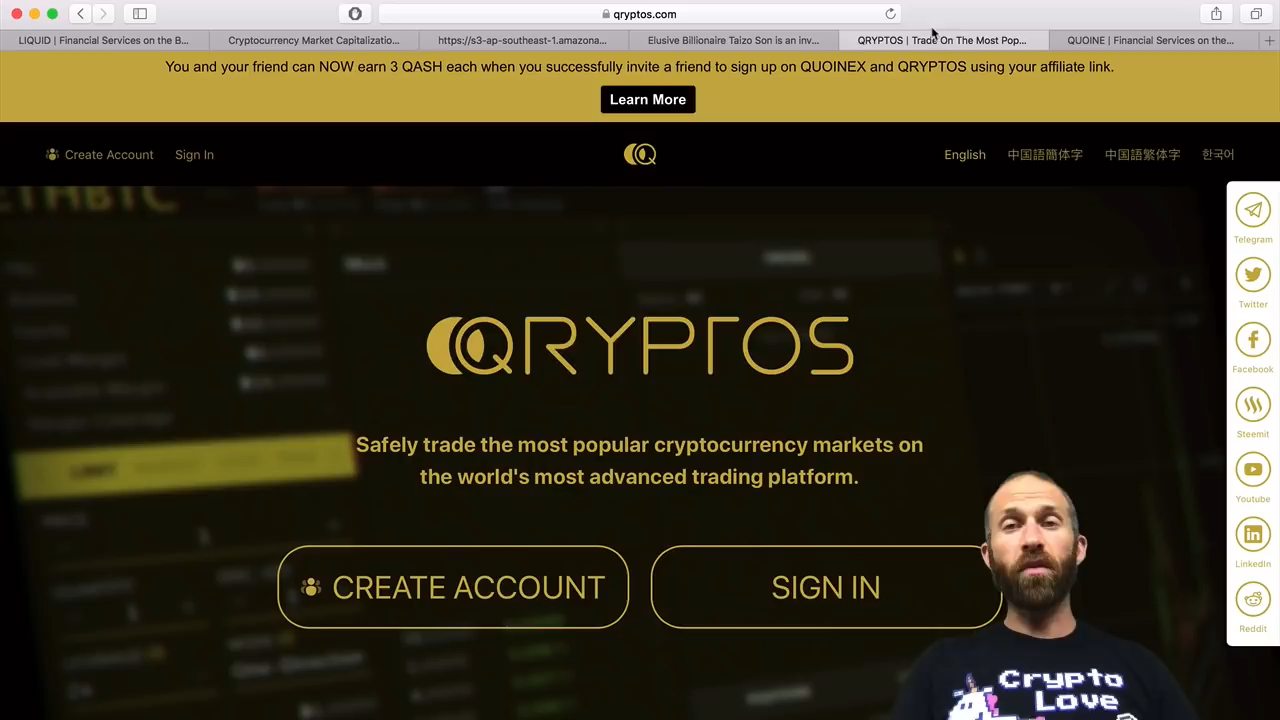 qryptos.com
LIQUID | Financial Services on the B...
Cryptocurrency Market Capitalizatio...
https://s3-ap-southeast-1.amazona...
Elusive Billionaire Taizo Son is an inv...
QRYPTOS | Trade On The Most Pop...
QUOINE | Financial Services on the...
You and your friend can NOW earn 3 QASH each when you successfully invite a friend to sign up on QUOINEX and QRYPTOS using your affiliate link.
Learn More
Create Account
Sign In
English
中国語簡体字
中国語繁体字
한국어
ETHBTC
Telegram
Twitter
Facebook
Steemit
Youtube
LinkedIn
Reddit
QRYPTOS
Safely trade the most popular cryptocurrency markets on
the world's most advanced trading platform.
CREATE ACCOUNT
SIGN IN
Crypto
Love